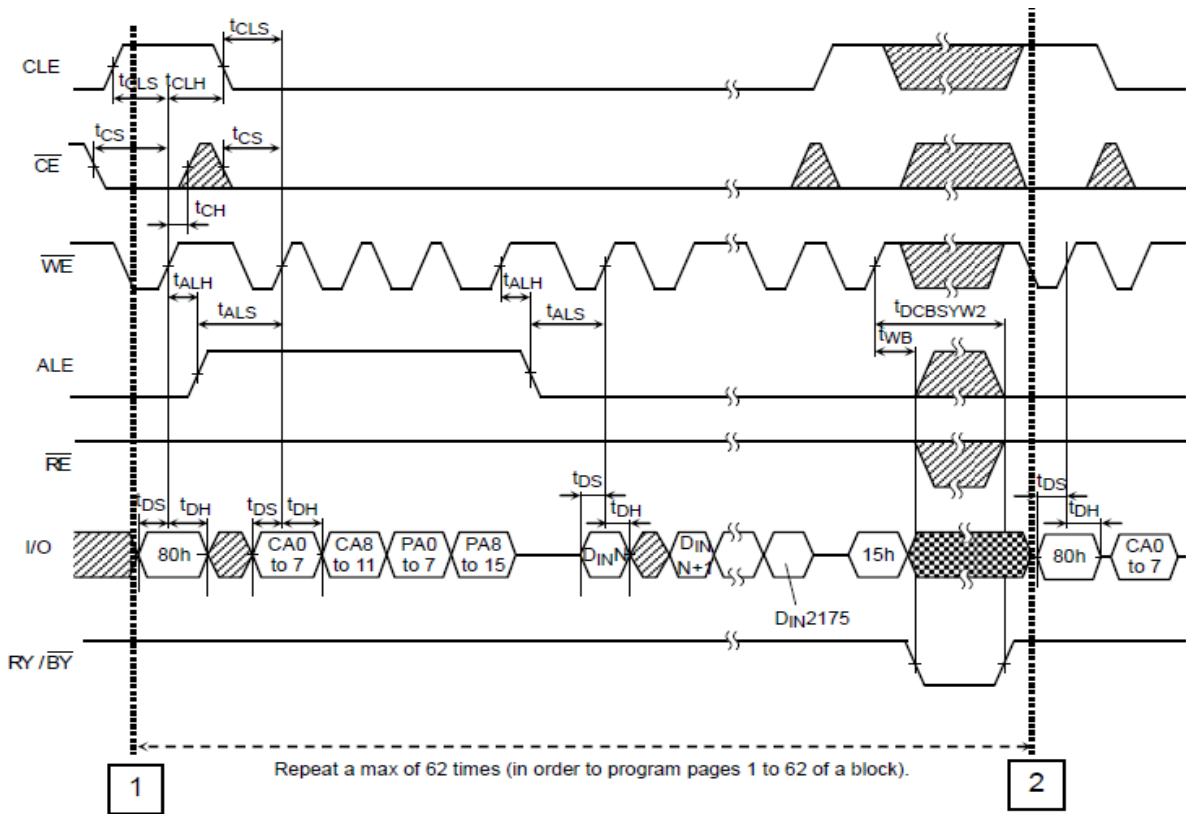 tCLS
CLE
tCLS tCLH
tCS tCS
CE
tCH
WE
tALH tALH
tALS tALS
tDCBSYW2
tWB
ALE
RE
tDS tDH tDS tDH tDS tDH tDS tDH
I/O
80h
CA0 to 7
CA8 to 11
PA0 to 7
PA8 to 15
DINN
DIN N+1
15h
80h
CA0 to 7
DIN2175
RY / BY
Repeat a max of 62 times (in order to program pages 1 to 62 of a block).
1
2